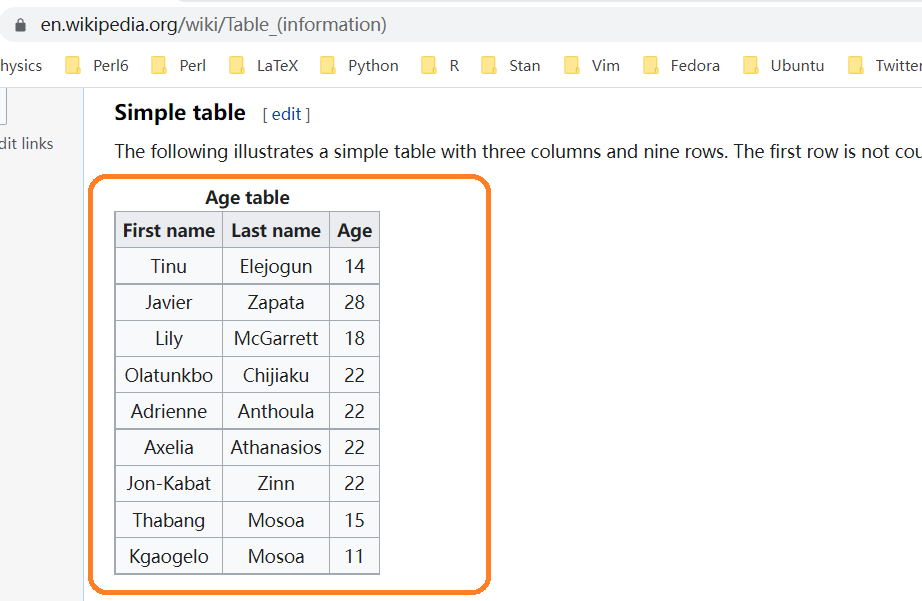 en.wikipedia.org/wiki/Table_(information)
hysics Perl6 Perl LaTeX Python R Stan Vim Fedora Ubuntu Twitter
Simple table [ edit ]
dit links
The following illustrates a simple table with three columns and nine rows. The first row is not cou
Age table
First name Last name Age
Tinu Elejogun 14
Javier Zapata 28
Lily McGarrett 18
Olatunkbo Chijiaku 22
Adrienne Anthoula 22
Axelia Athanasios 22
Jon-Kabat Zinn 22
Thabang Mosoa 15
Kgaogelo Mosoa 11